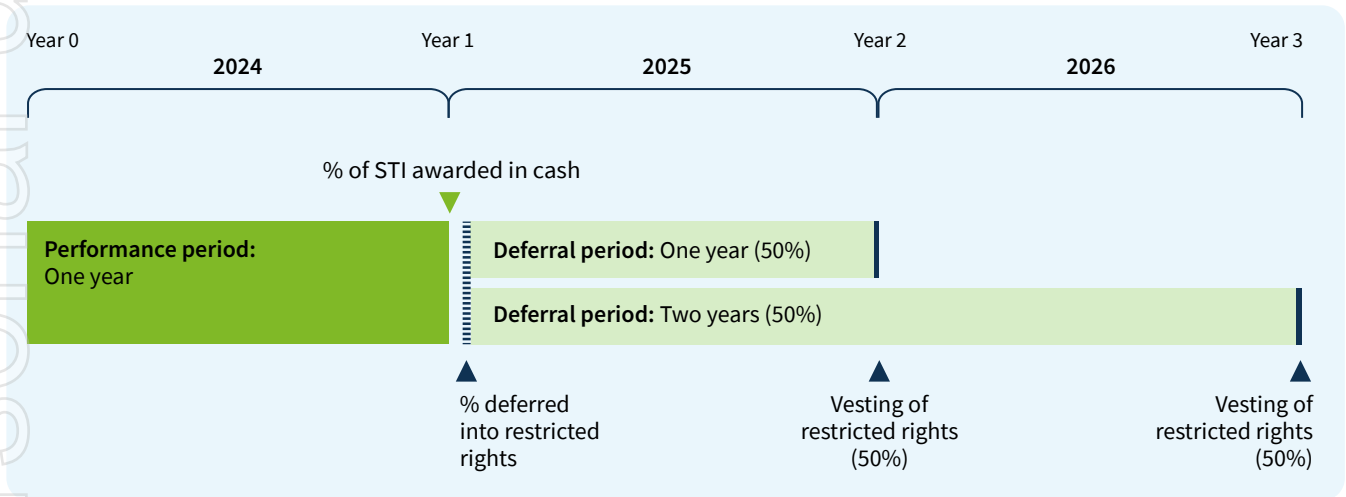 Year 0
Year 1
Year 2
Year 3
2024
2025
2026
% of STI awarded in cash
Performance period:
One year
Deferral period: One year (50%)
Deferral period: Two years (50%)
% deferred
into restricted
rights
Vesting of
restricted rights
(50%)
Vesting of
restricted rights
(50%)